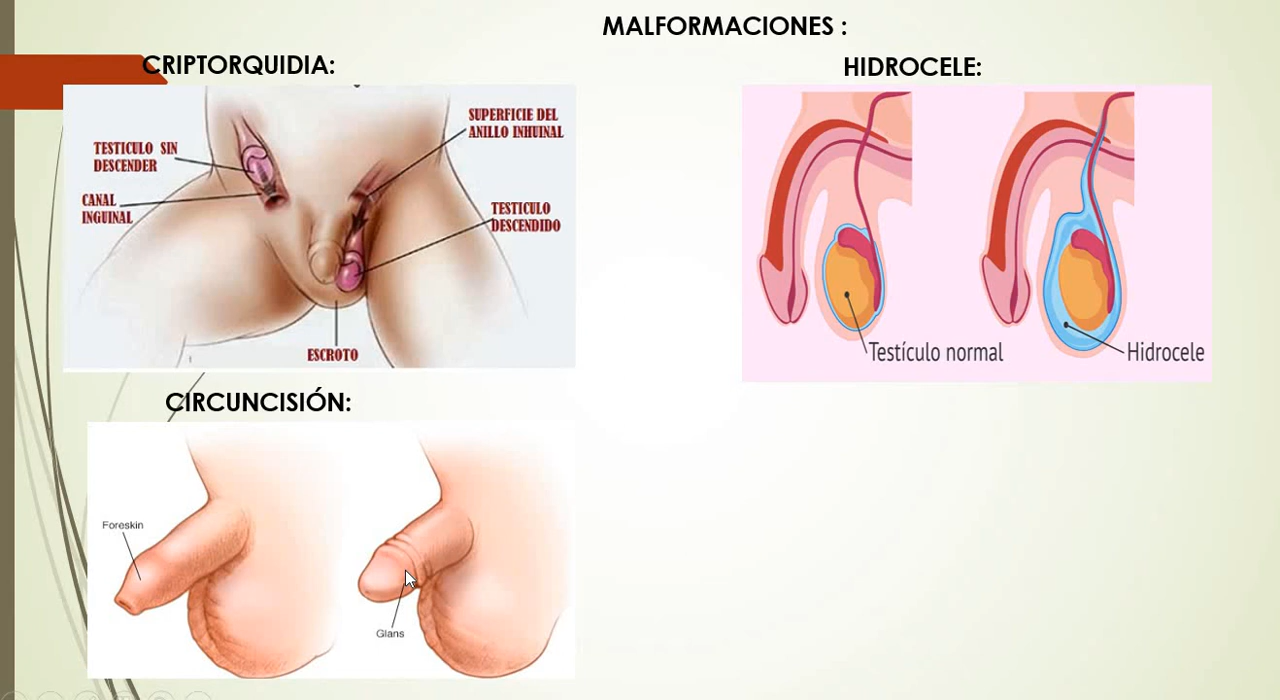 MALFORMACIONES :
CRIPTORQUIDIA:
TESTICULO SIN
DESCENDER
CANAL
INGUINAL
SUPERFICIE DEL
ANILLO INHUINAL
TESTICULO
DESCENDIDO
ESCROTO
HIDROCELE:
Testículo normal
Hidrocele
CIRCUNCISIÓN:
Foreskin
Glans